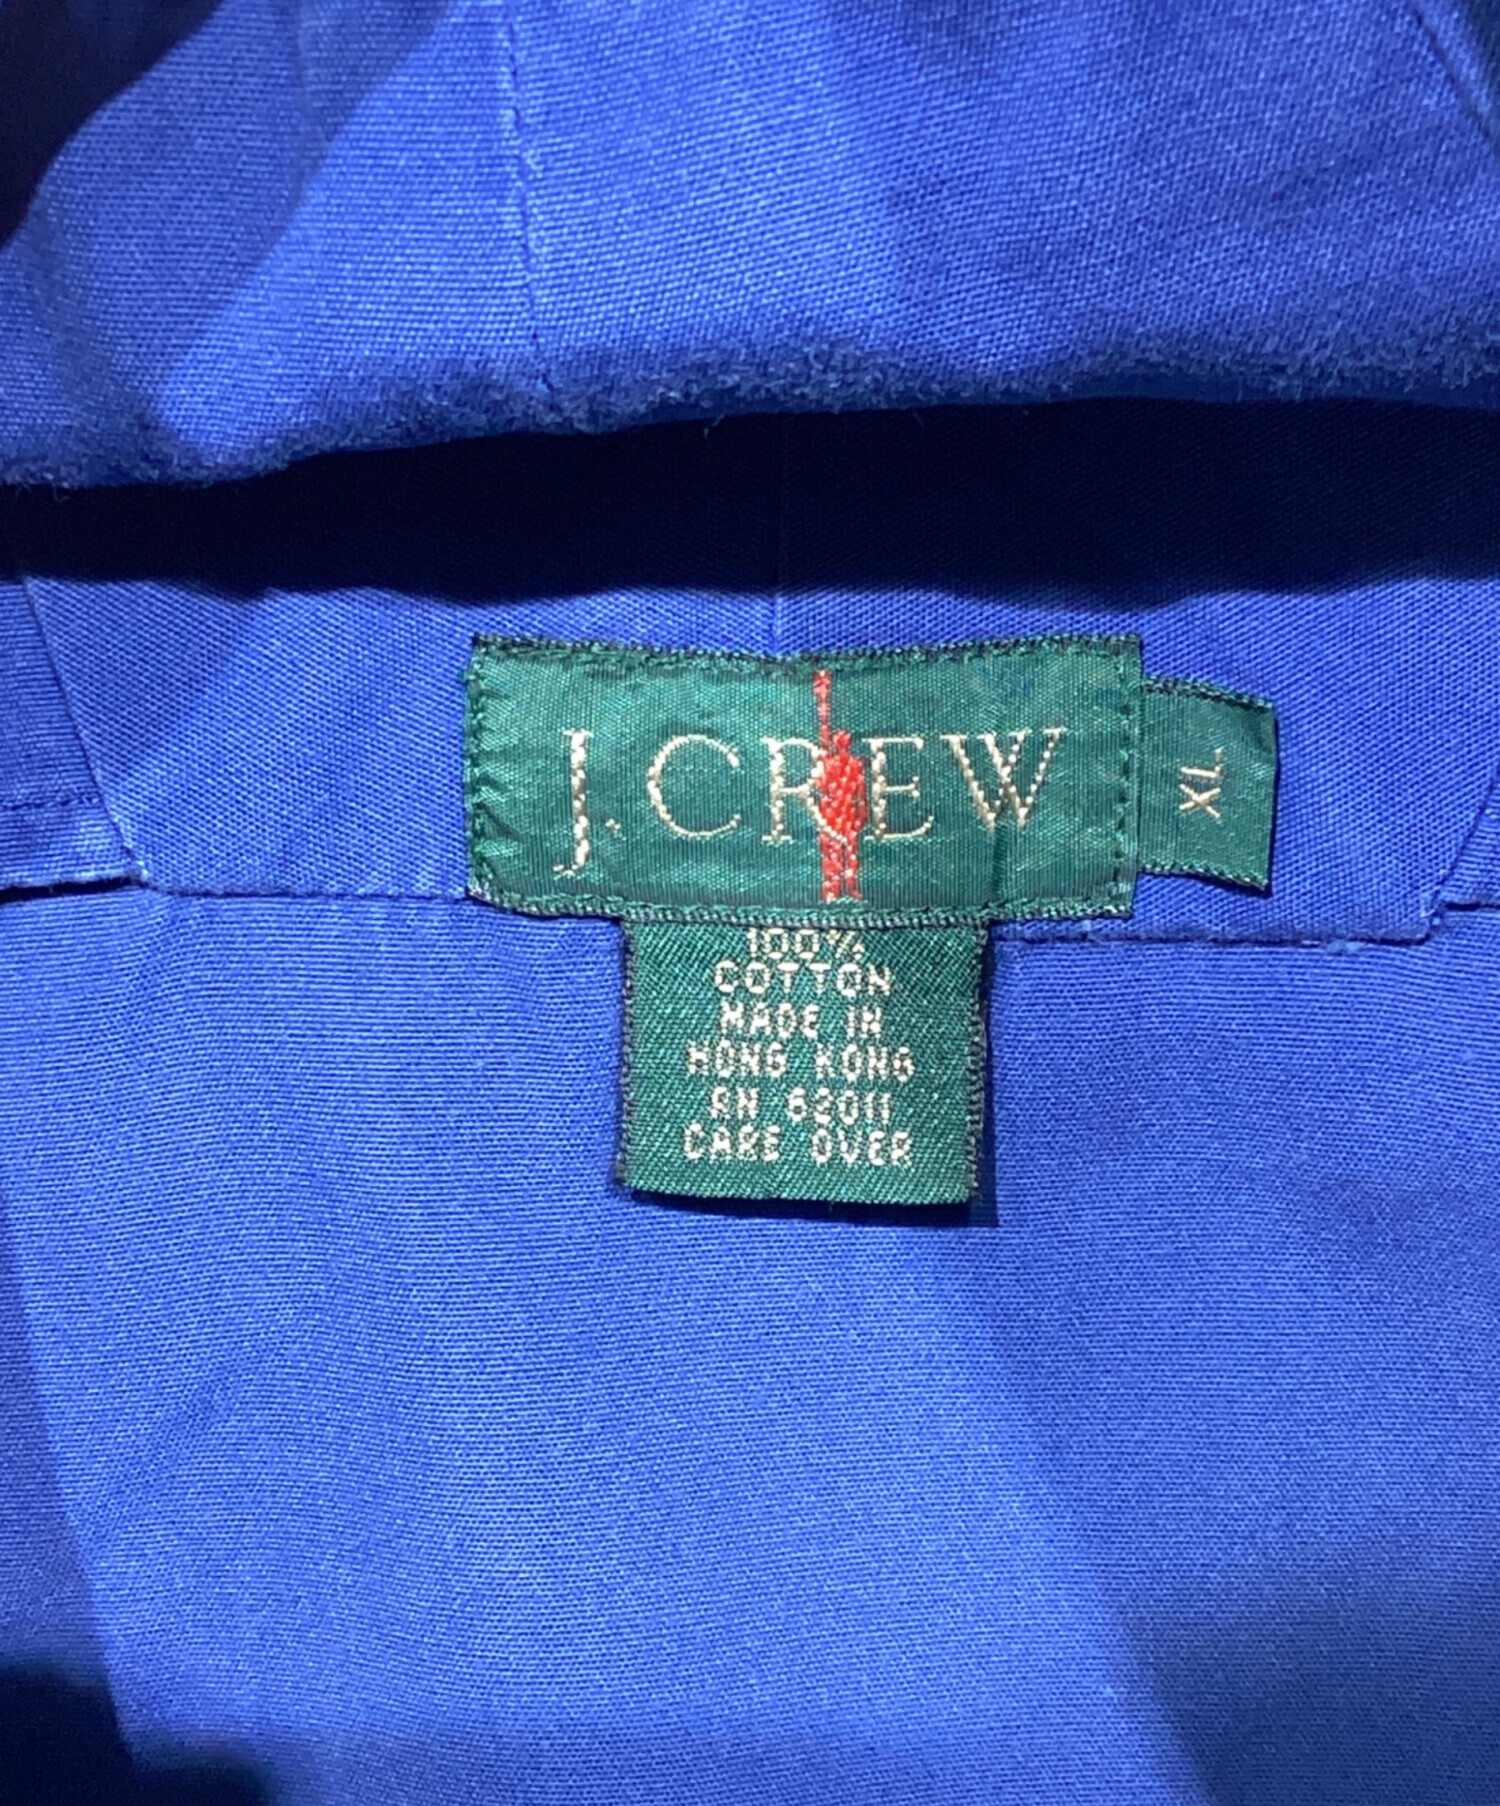 J.CREW
XL
100%
COTTON
MADE IN
HONG KONG
RN 62011
CARE OVER